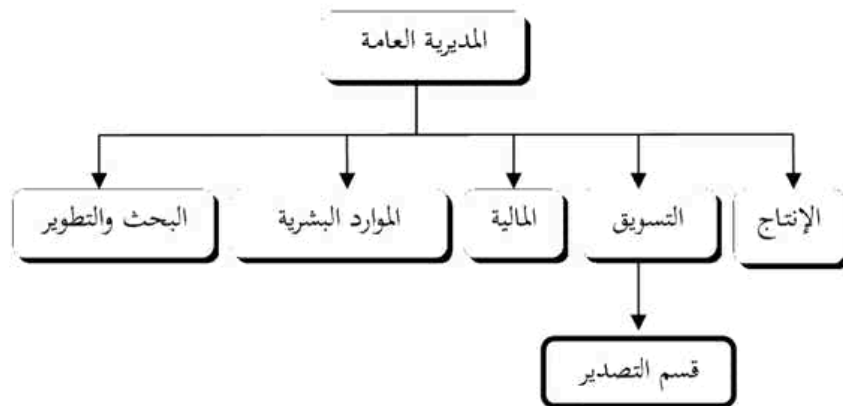 المديرية العامة
الإنتاج
التسويق
المالية
الموارد البشرية
البحث والتطوير
قسم التصدير